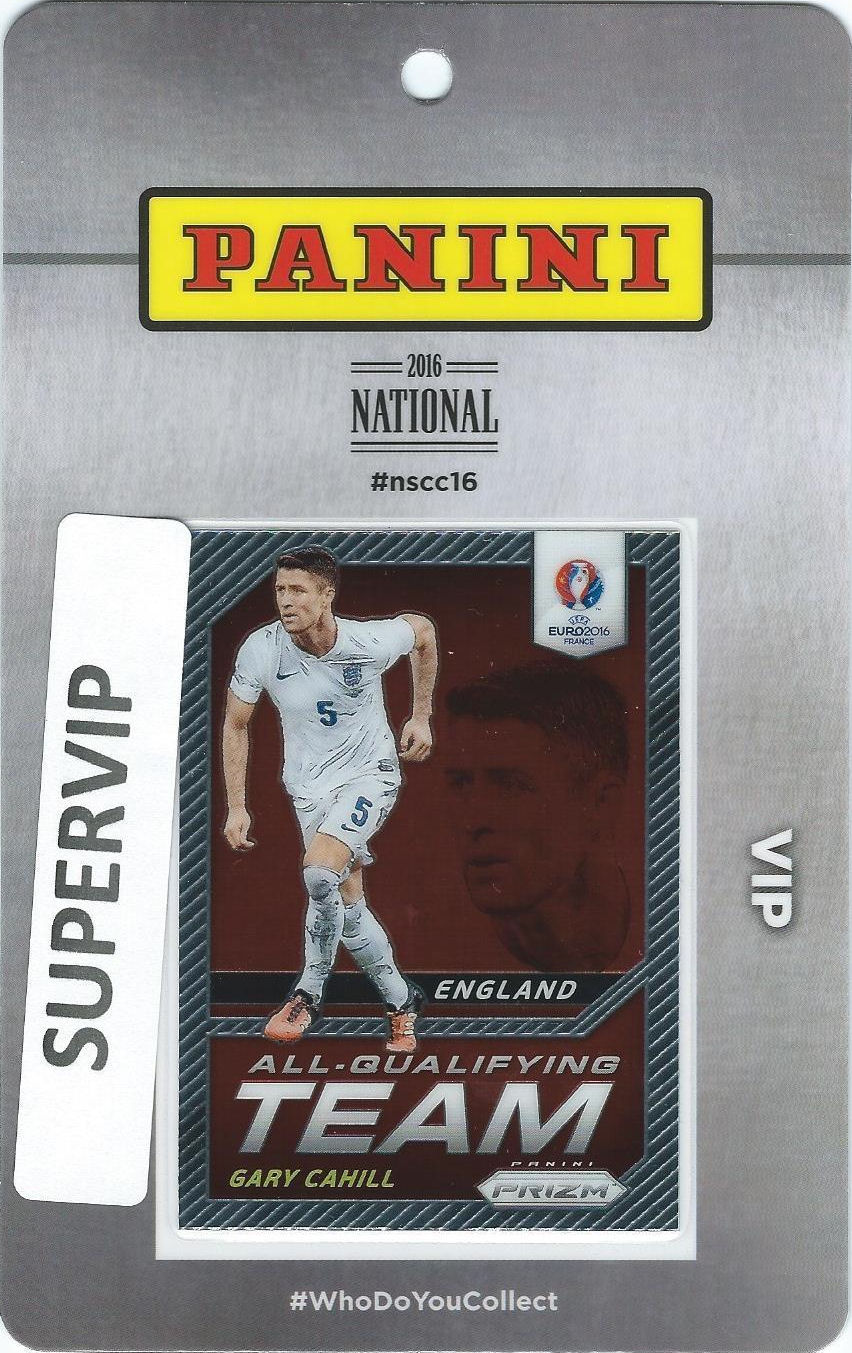 PANINI
2016
NATIONAL
#nscc16
SUPERVIP
UEFA
EURO2016
FRANCE
5
5
VIP
ENGLAND
ALL-QUALIFYING
TEAM
GARY CAHILL
PANINI
PRIZM
#WhoDoYouCollect